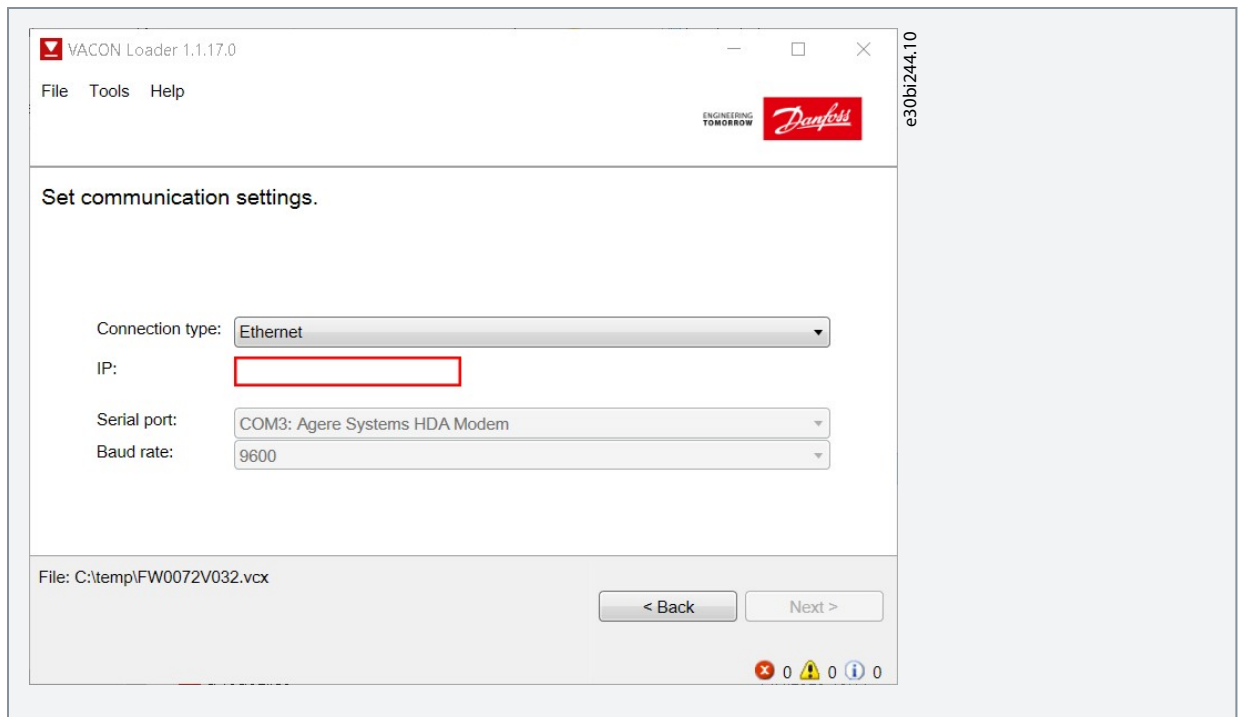 VACON Loader 1.1.17.0
File Tools Help
ENGINEERING
TOMORROW
Danfoss
e30bi244.10
Set communication settings.
Connection type: Ethernet
IP:
Serial port: COM3: Agere Systems HDA Modem
Baud rate: 9600
File: C:\temp\FW0072V032.vcx
< Back Next >
0 0 0